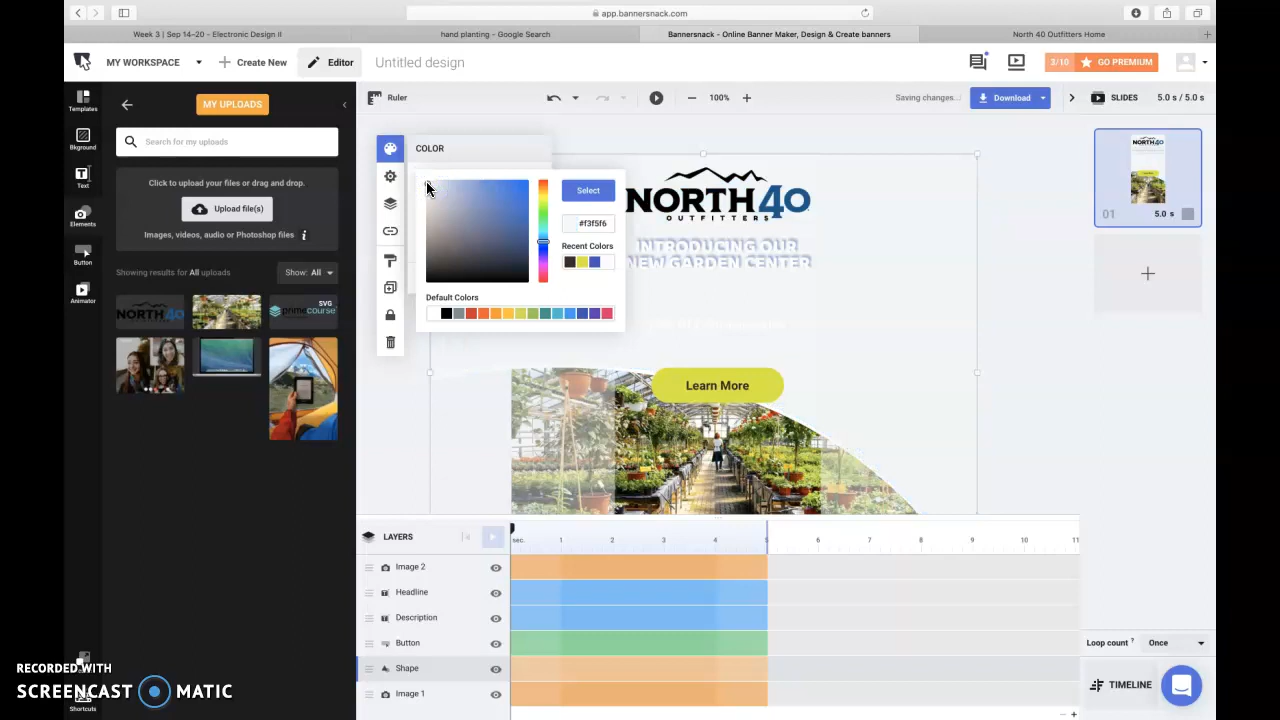 app.bannersnack.com
Week 3 | Sep 14–20 - Electronic Design II
hand planting - Google Search
Bannersnack - Online Banner Maker, Design & Create banners
North 40 Outfitters Home
MY WORKSPACE
Create New
Editor
Untitled design
3/10
GO PREMIUM
Templates
MY UPLOADS
Ruler
100%
Saving changes...
Download
SLIDES
5.0 s / 5.0 s
Bkground
Search for my uploads
COLOR
Text
Click to upload your files or drag and drop.
Select
NORTH 40
OUTFITTERS
Elements
Upload file(s)
#f3f5f6
01
5.0 s
Images, videos, audio or Photoshop files
Recent Colors
INTRODUCING OUR
NEW GARDEN CENTER
Button
Showing results for All uploads
Show: All
Animator
Default Colors
SVG
primecourse
Learn More
LAYERS
sec.
1
2
3
4
5
6
7
8
9
10
11
Image 2
Headline
Description
Button
Loop count ?
Once
Shape
Image 1
TIMELINE
Shortcuts
RECORDED WITH
SCREENCAST MATIC